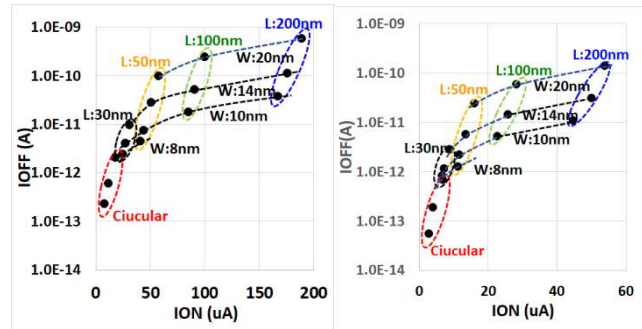 1.0E-09
1.0E-10
1.0E-11
1.0E-12
1.0E-13
1.0E-14
IOFF(A)
L:200nm
L:100nm
L:50nm
W:20nm
W:14nm
W:10nm
L:30nm
W:8nm
Ciucular
0 50 100 150 200
ION (uA)
1.0E-09
1.0E-10
1.0E-11
1.0E-12
1.0E-13
1.0E-14
IOFF (A)
L:200nm
L:100nm
L:50nm
W:20nm
W:14nm
W:10nm
L:30nm
W:8nm
Ciucular
0 20 40 60
ION (uA)